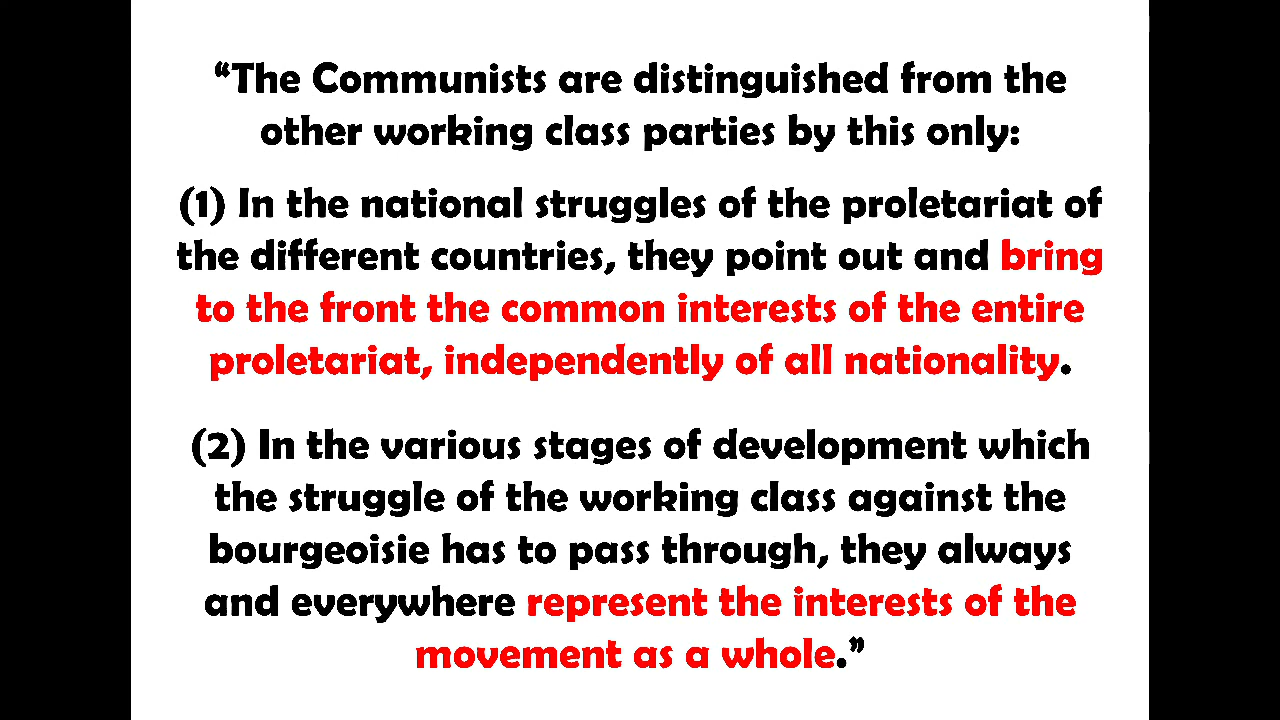 “The Communists are distinguished from the
other working class parties by this only:
(1) In the national struggles of the proletariat of
the different countries, they point out and bring
to the front the common interests of the entire
proletariat, independently of all nationality.
(2) In the various stages of development which
the struggle of the working class against the
bourgeoisie has to pass through, they always
and everywhere represent the interests of the
movement as a whole.”